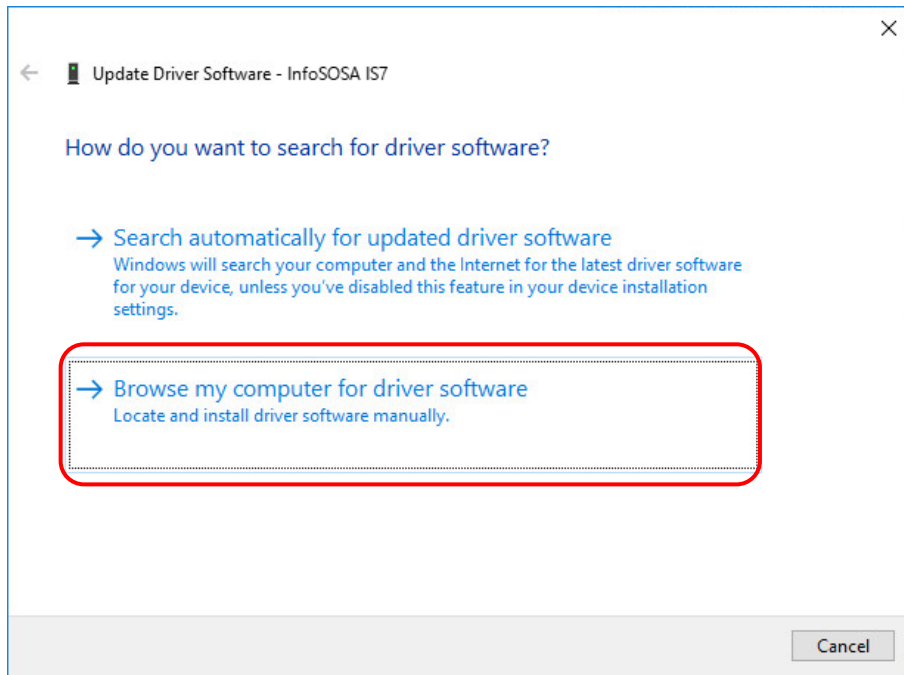 Update Driver Software - InfoSOSA IS7
How do you want to search for driver software?
Search automatically for updated driver software
Windows will search your computer and the Internet for the latest driver software
for your device, unless you've disabled this feature in your device installation
settings.
Browse my computer for driver software
Locate and install driver software manually.
Cancel